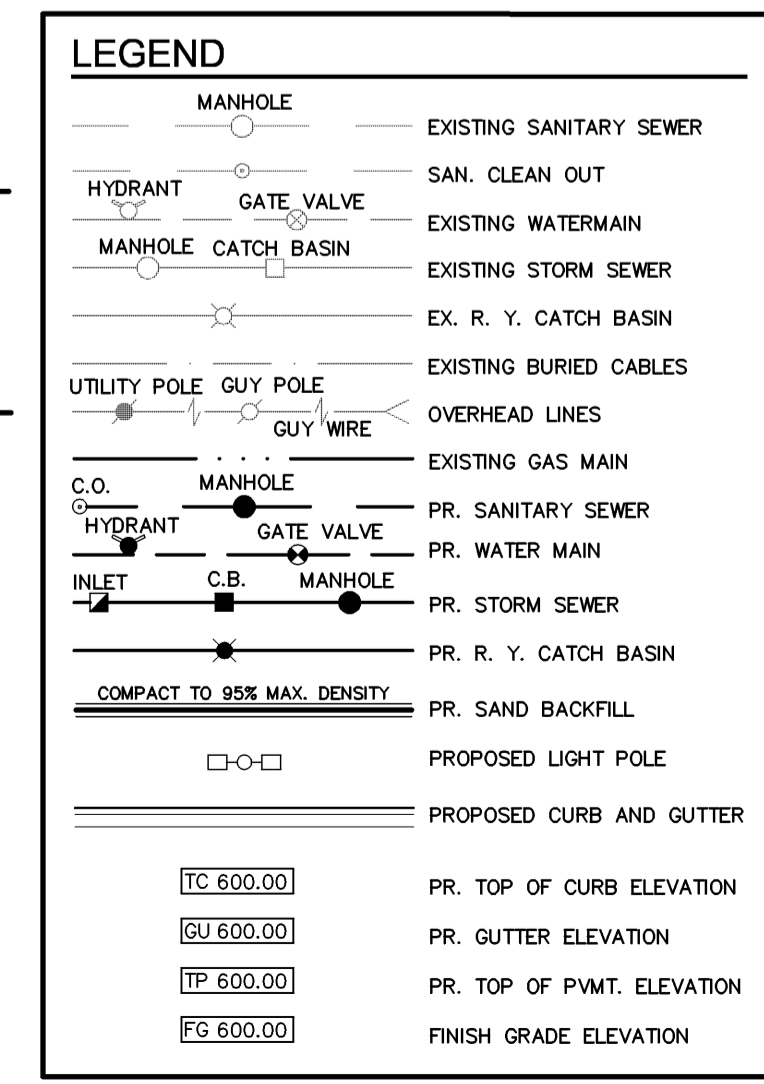 LEGEND
MANHOLE
EXISTING SANITARY SEWER
SAN. CLEAN OUT
HYDRANT GATE VALVE
EXISTING WATERMAIN
MANHOLE CATCH BASIN
EXISTING STORM SEWER
EX. R. Y. CATCH BASIN
EXISTING BURIED CABLES
UTILITY POLE GUY POLE
GUY WIRE
OVERHEAD LINES
EXISTING GAS MAIN
C.O. MANHOLE
PR. SANITARY SEWER
HYDRANT GATE VALVE
PR. WATER MAIN
INLET C.B. MANHOLE
PR. STORM SEWER
PR. R. Y. CATCH BASIN
COMPACT TO 95% MAX. DENSITY
PR. SAND BACKFILL
PROPOSED LIGHT POLE
PROPOSED CURB AND GUTTER
TC 600.00 PR. TOP OF CURB ELEVATION
GU 600.00 PR. GUTTER ELEVATION
TP 600.00 PR. TOP OF PVMT. ELEVATION
FG 600.00 FINISH GRADE ELEVATION